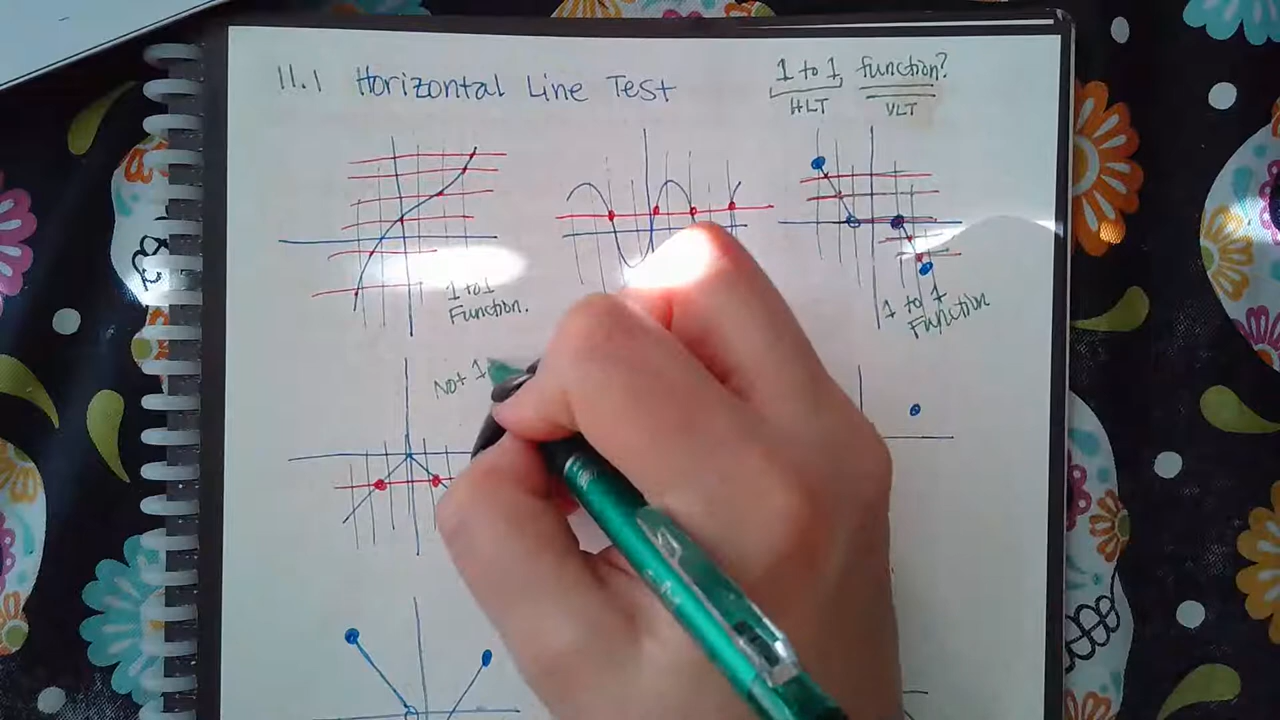 11.1 Horizontal Line Test
1 to 1, function?
HLT VLT
1 to 1
Function.
1 to 1
Function
Not 1